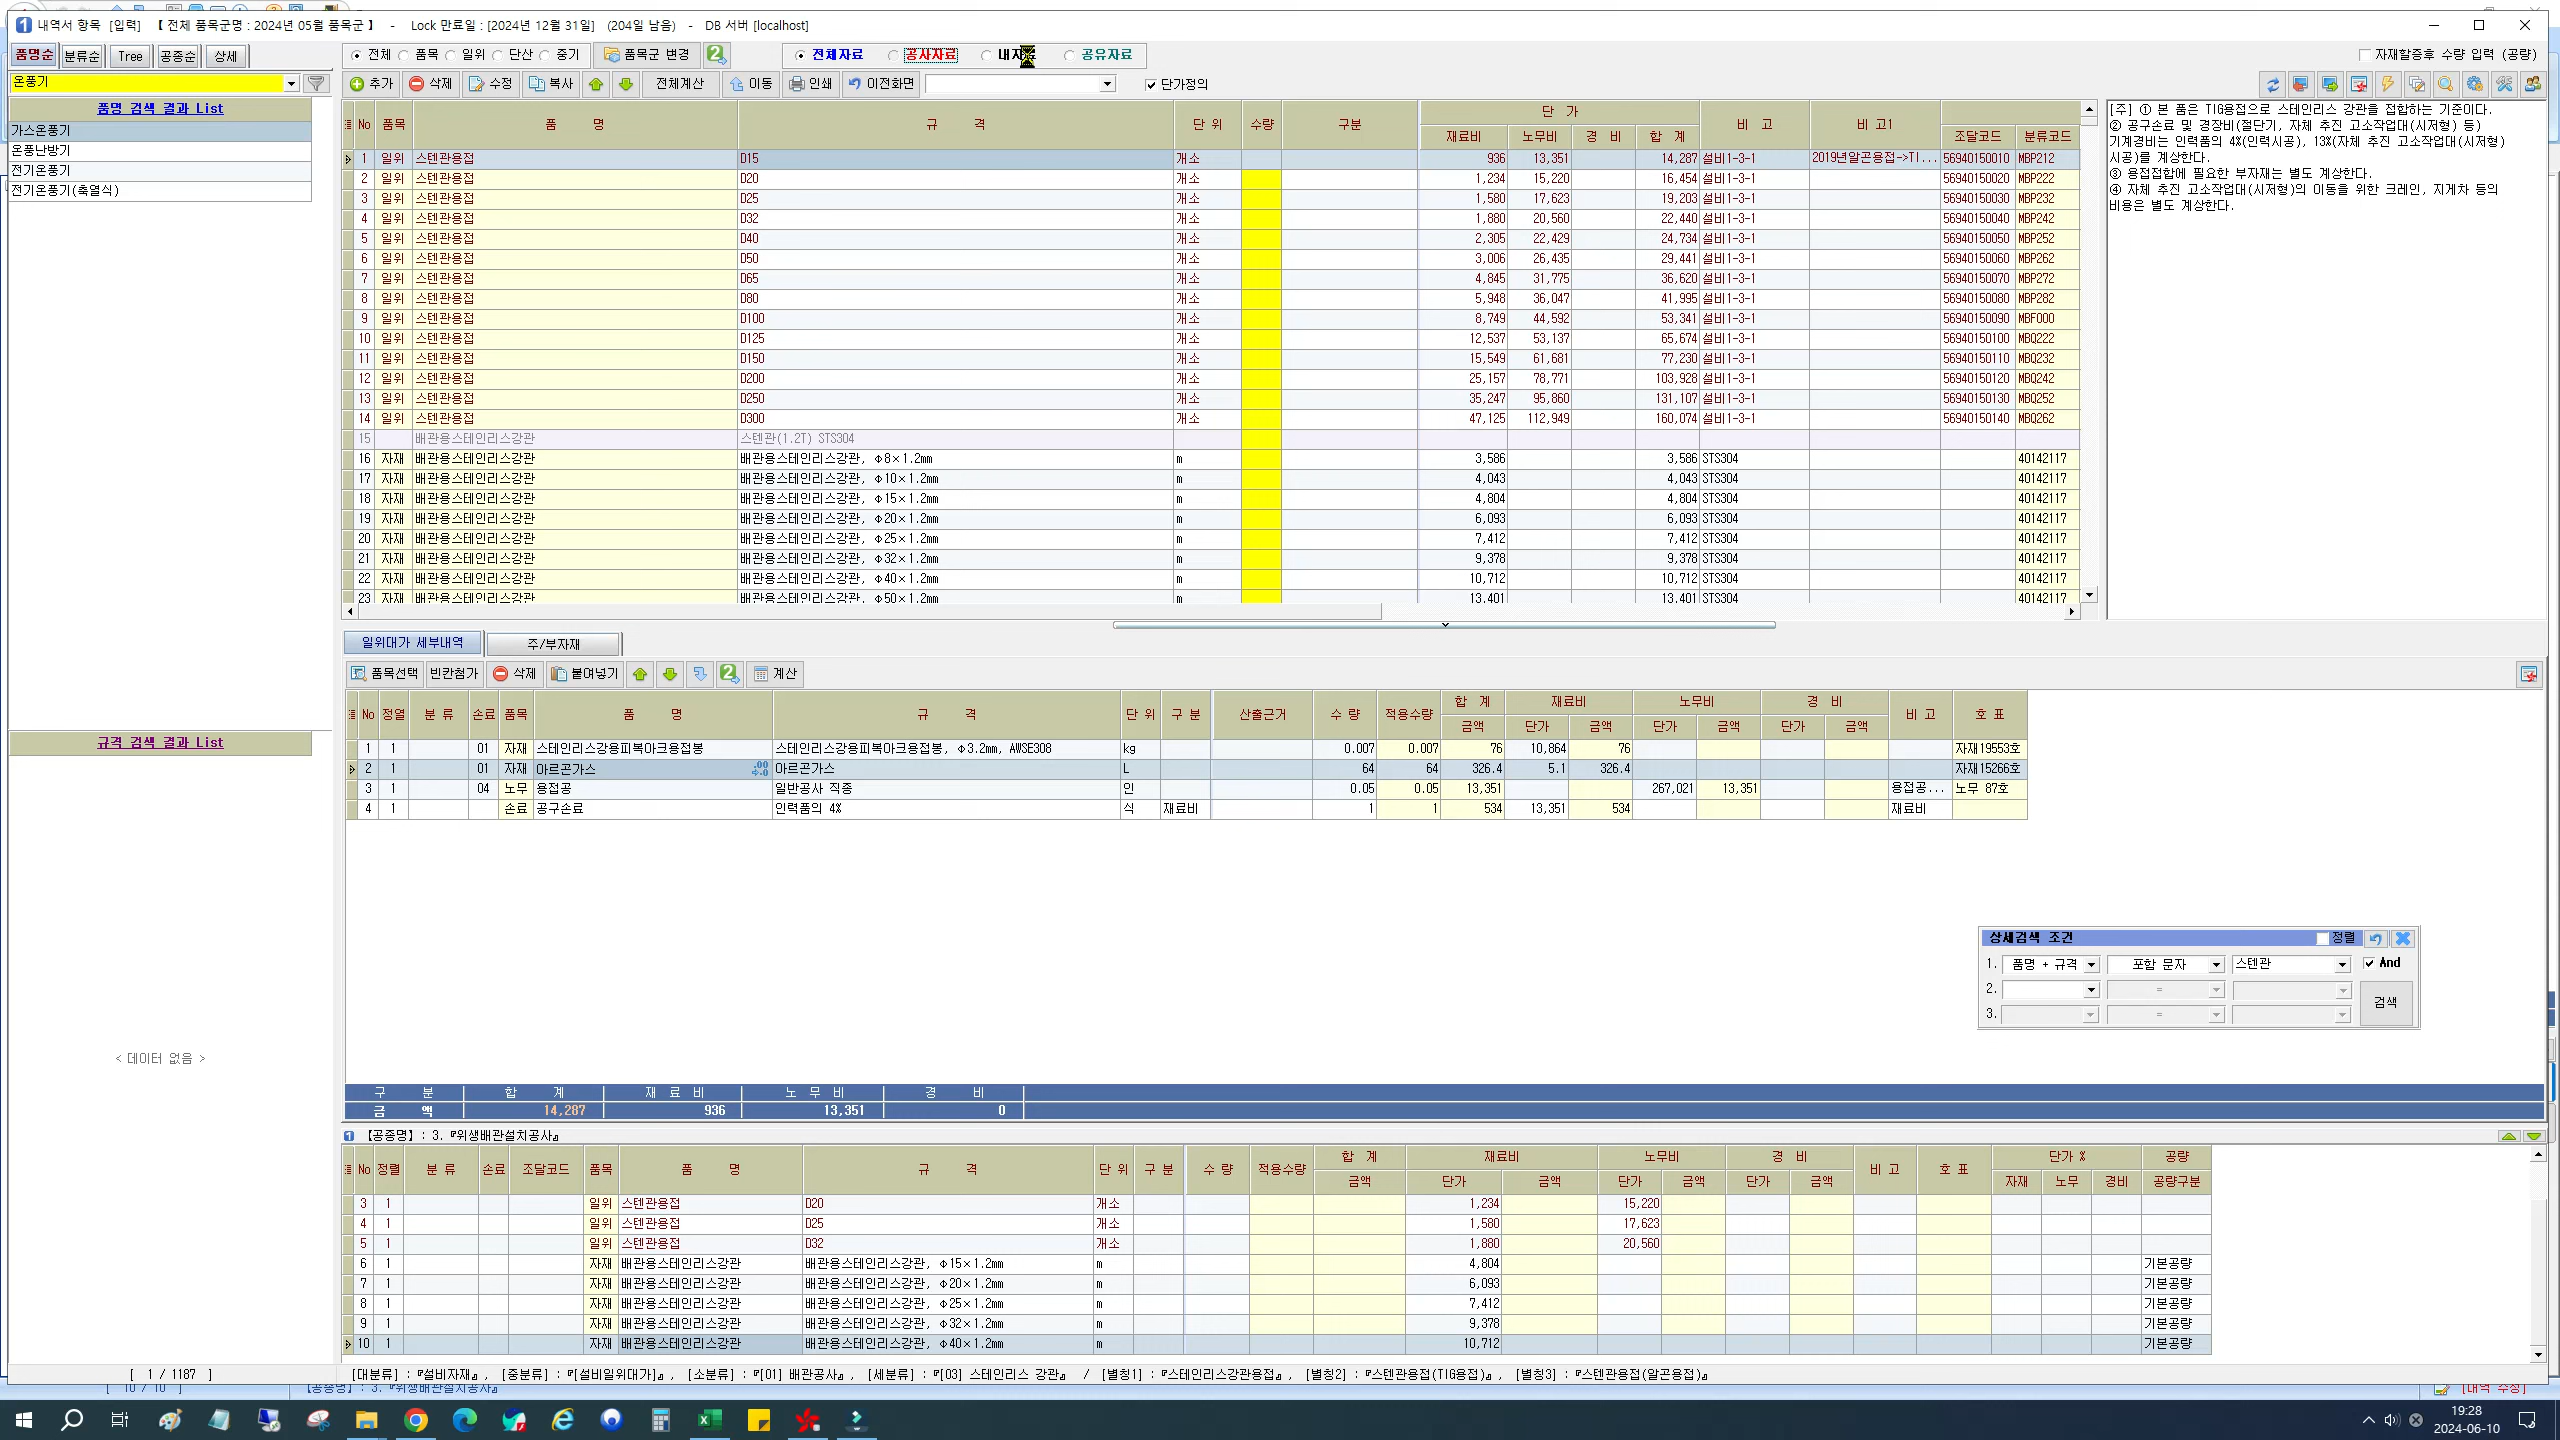 내역서 항목 [입력] 【 전체 품목군명 : 2024년 05월 품목군 】 - Lock 만료일 : [2024년 12월 31일] (204일 남음) - DB 서버 [localhost]
품명순 분류순 Tree 공종순 상세 전체 품목 일위 단산 중기 품목군 변경 전체자료 공사자료 공유자료 자재할증후 수량 입력 (공량)
온풍기 추가 삭제 수정 복사 전체계산 이동 인쇄 이전화면 단가정의
품명 검색 결과 List
가스온풍기
온풍난방기
전기온풍기
전기온풍기(축열식)
No 품목 품 명 규 격 단 위 수량 구분 단 가 비 고 비 고1
재료비 노무비 경 비 합 계 조달코드 분류코드
1 일위 스텐관용접 D15 개소 936 13,351 14,287 설비1-3-1 2019년알곤용접->TI... 56940150010 MBP212
2 일위 스텐관용접 D20 개소 1,234 15,220 16,454 설비1-3-1 56940150020 MBP222
3 일위 스텐관용접 D25 개소 1,580 17,623 19,203 설비1-3-1 56940150030 MBP232
4 일위 스텐관용접 D32 개소 1,880 20,560 22,440 설비1-3-1 56940150040 MBP242
5 일위 스텐관용접 D40 개소 2,305 22,429 24,734 설비1-3-1 56940150050 MBP252
6 일위 스텐관용접 D50 개소 3,006 26,435 29,441 설비1-3-1 56940150060 MBP262
7 일위 스텐관용접 D65 개소 4,845 31,775 36,620 설비1-3-1 56940150070 MBP272
8 일위 스텐관용접 D80 개소 5,948 36,047 41,995 설비1-3-1 56940150080 MBP282
9 일위 스텐관용접 D100 개소 8,749 44,592 53,341 설비1-3-1 56940150090 MBF000
10 일위 스텐관용접 D125 개소 12,537 53,137 65,674 설비1-3-1 56940150100 MBQ222
11 일위 스텐관용접 D150 개소 15,549 61,681 77,230 설비1-3-1 56940150110 MBQ232
12 일위 스텐관용접 D200 개소 25,157 78,771 103,928 설비1-3-1 56940150120 MBQ242
13 일위 스텐관용접 D250 개소 35,247 95,860 131,107 설비1-3-1 56940150130 MBQ252
14 일위 스텐관용접 D300 개소 47,125 112,949 160,074 설비1-3-1 56940150140 MBQ262
15 배관용스테인리스강관 스텐관(1.2T) STS304
16 자재 배관용스테인리스강관 배관용스테인리스강관, Φ8×1.2mm m 3,586 3,586 STS304 40142117
17 자재 배관용스테인리스강관 배관용스테인리스강관, Φ10×1.2mm m 4,043 4,043 STS304 40142117
18 자재 배관용스테인리스강관 배관용스테인리스강관, Φ15×1.2mm m 4,804 4,804 STS304 40142117
19 자재 배관용스테인리스강관 배관용스테인리스강관, Φ20×1.2mm m 6,093 6,093 STS304 40142117
20 자재 배관용스테인리스강관 배관용스테인리스강관, Φ25×1.2mm m 7,412 7,412 STS304 40142117
21 자재 배관용스테인리스강관 배관용스테인리스강관, Φ32×1.2mm m 9,378 9,378 STS304 40142117
22 자재 배관용스테인리스강관 배관용스테인리스강관, Φ40×1.2mm m 10,712 10,712 STS304 40142117
23 자재 배관용스테인리스강관 배관용스테인리스강관, Φ50×1.2mm m 13,401 13,401 STS304 40142117
[주] ① 본 품은 TIG용접으로 스테인리스 강관을 접합하는 기준이다.
② 공구손료 및 경장비(절단기, 자체 추진 고소작업대(시저형) 등)
기계경비는 인력품의 4%(인력시공), 13%(자체 추진 고소작업대(시저형)
시공)를 계상한다.
③ 용접접합에 필요한 부자재는 별도 계상한다.
④ 자체 추진 고소작업대(시저형)의 이동을 위한 크레인, 지게차 등의
비용은 별도 계상한다.
일위대가 세부내역 주/부자재
품목선택 빈칸첨가 삭제 붙여넣기 계산
No 정열 분 류 손료 품목 품 명 규 격 단 위 구 분 산출근거 수 량 적용수량 합 계 재료비 노무비 경 비 비 고 호 표
금액 단가 금액 단가 금액 단가 금액
1 1 01 자재 스테인리스강용피복아크용접봉 스테인리스강용피복아크용접봉, Φ3.2mm, AWSE308 kg 0.007 0.007 76 10,864 76 자재19553호
2 1 01 자재 아르곤가스 아르곤가스 L 64 64 326.4 5.1 326.4 자재15266호
3 1 04 노무 용접공 일반공사 직종 인 0.05 0.05 13,351 267,021 13,351 용접공... 노무 87호
4 1 손료 공구손료 인력품의 4% 식 재료비 1 1 534 13,351 534 재료비
규격 검색 결과 List
< 데이터 없음 >
상세검색 조건 정렬
1. 품명 + 규격 포함 문자 스텐관 And
2. = 검색
3. =
구 분 합 계 재 료 비 노 무 비 경 비
금 액 14,287 936 13,351 0
【공종명】: 3. 『위생배관설치공사』
No 정렬 분 류 손료 조달코드 품목 품 명 규 격 단 위 구 분 수 량 적용수량 합 계 재료비 노무비 경 비 비 고 호 표 단가 % 공량
금액 단가 금액 단가 금액 단가 금액 자재 노무 경비 공량구분
3 1 일위 스텐관용접 D20 개소 1,234 15,220
4 1 일위 스텐관용접 D25 개소 1,580 17,623
5 1 일위 스텐관용접 D32 개소 1,880 20,560
6 1 자재 배관용스테인리스강관 배관용스테인리스강관, Φ15×1.2mm m 4,804 기본공량
7 1 자재 배관용스테인리스강관 배관용스테인리스강관, Φ20×1.2mm m 6,093 기본공량
8 1 자재 배관용스테인리스강관 배관용스테인리스강관, Φ25×1.2mm m 7,412 기본공량
9 1 자재 배관용스테인리스강관 배관용스테인리스강관, Φ32×1.2mm m 9,378 기본공량
10 1 자재 배관용스테인리스강관 배관용스테인리스강관, Φ40×1.2mm m 10,712 기본공량
[ 1 / 1187 ] [대분류] : 『설비자재』, [중분류] : 『[설비일위대가]』, [소분류] : 『[01] 배관공사』, [세분류] : 『[03] 스테인리스 강관』 / [별칭1] : 『스테인리스강관용접』, [별칭2] : 『스텐관용접(TIG용접)』, [별칭3] : 『스텐관용접(알곤용접)』
[ 10 / 10 ] 【공종명】: 3. 『위생배관설치공사』 [내역 수정]
19:28
2024-06-10